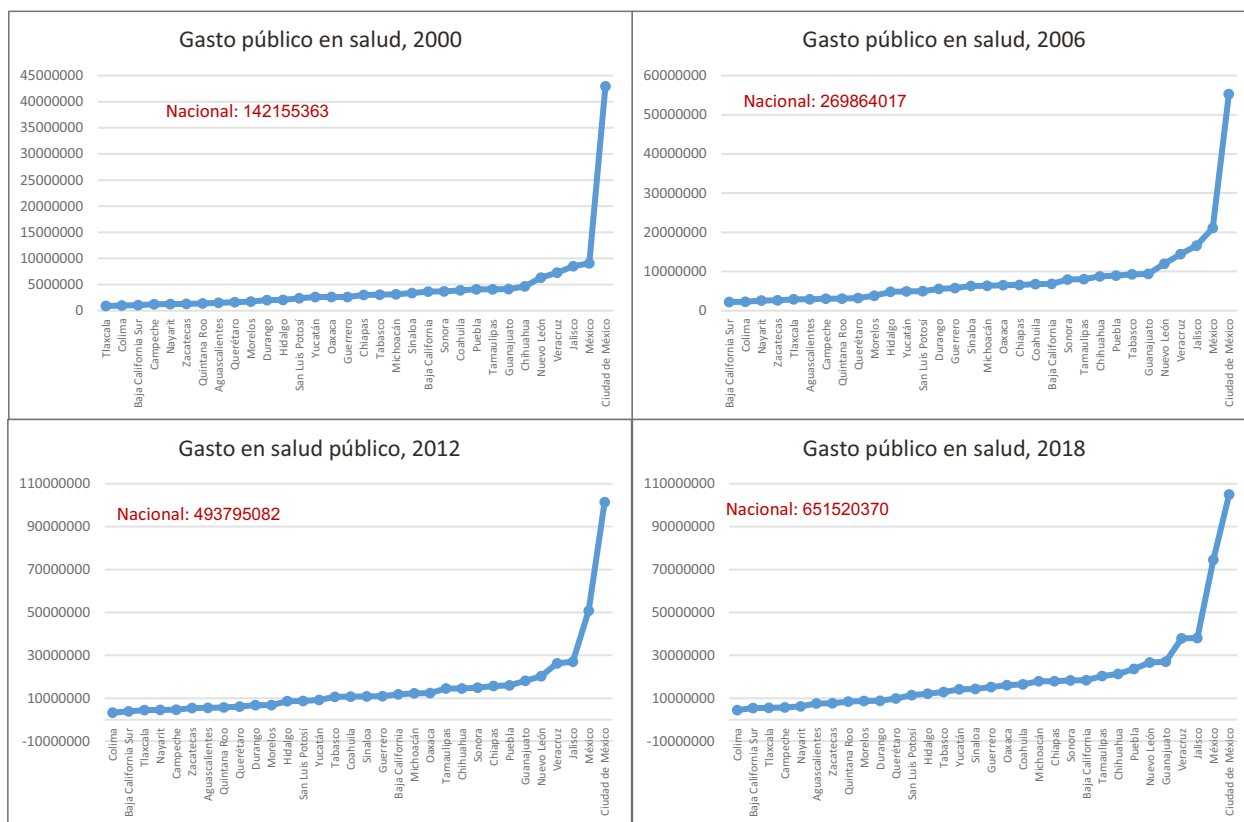 Gasto público en salud, 2000
Nacional: 142155363
45000000
40000000
35000000
30000000
25000000
20000000
15000000
10000000
5000000
0
Tlaxcala
Colima
Baja California Sur
Campeche
Nayarit
Zacatecas
Quintana Roo
Aguascalientes
Querétaro
Morelos
Durango
Hidalgo
San Luis Potosí
Yucatán
Oaxaca
Guerrero
Chiapas
Tabasco
Michoacán
Sinaloa
Baja California
Sonora
Coahuila
Puebla
Tamaulipas
Guanajuato
Chihuahua
Nuevo León
Veracruz
Jalisco
México
Ciudad de México
Gasto público en salud, 2006
Nacional: 269864017
60000000
50000000
40000000
30000000
20000000
10000000
0
Baja California Sur
Colima
Nayarit
Zacatecas
Tlaxcala
Aguascalientes
Campeche
Quintana Roo
Querétaro
Morelos
Hidalgo
Yucatán
San Luis Potosí
Durango
Guerrero
Sinaloa
Michoacán
Oaxaca
Chiapas
Coahuila
Baja California
Sonora
Tamaulipas
Chihuahua
Puebla
Tabasco
Guanajuato
Nuevo León
Veracruz
Jalisco
México
Ciudad de México
Gasto en salud público, 2012
Nacional: 493795082
110000000
90000000
70000000
50000000
30000000
10000000
-10000000
Colima
Baja California Sur
Tlaxcala
Nayarit
Campeche
Zacatecas
Aguascalientes
Quintana Roo
Querétaro
Durango
Morelos
Hidalgo
San Luis Potosí
Yucatán
Tabasco
Coahuila
Sinaloa
Guerrero
Baja California
Michoacán
Oaxaca
Tamaulipas
Chihuahua
Sonora
Chiapas
Puebla
Guanajuato
Nuevo León
Veracruz
Jalisco
México
Ciudad de México
Gasto público en salud, 2018
Nacional: 651520370
110000000
90000000
70000000
50000000
30000000
10000000
-10000000
Colima
Baja California Sur
Tlaxcala
Campeche
Nayarit
Aguascalientes
Zacatecas
Quintana Roo
Morelos
Durango
Querétaro
San Luis Potosí
Hidalgo
Tabasco
Yucatán
Sinaloa
Guerrero
Oaxaca
Coahuila
Michoacán
Chiapas
Sonora
Baja California
Tamaulipas
Chihuahua
Puebla
Nuevo León
Guanajuato
Veracruz
Jalisco
México
Ciudad de México